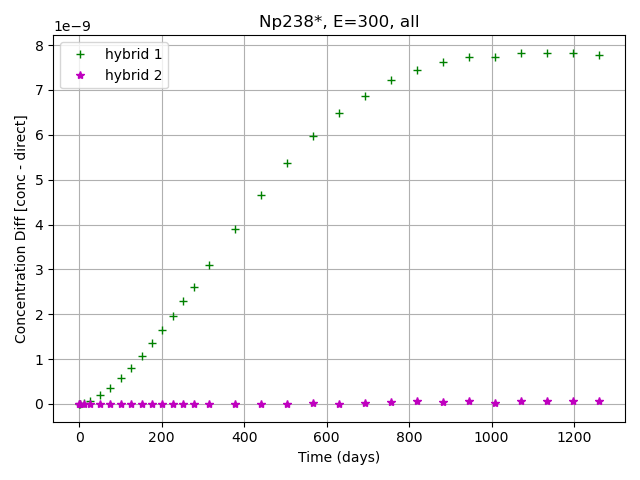 Np238*, E=300, all
1e−9
hybrid 1
hybrid 2
8
7
6
5
4
3
2
1
0
Concentration Diff [conc - direct]
0 200 400 600 800 1000 1200
Time (days)